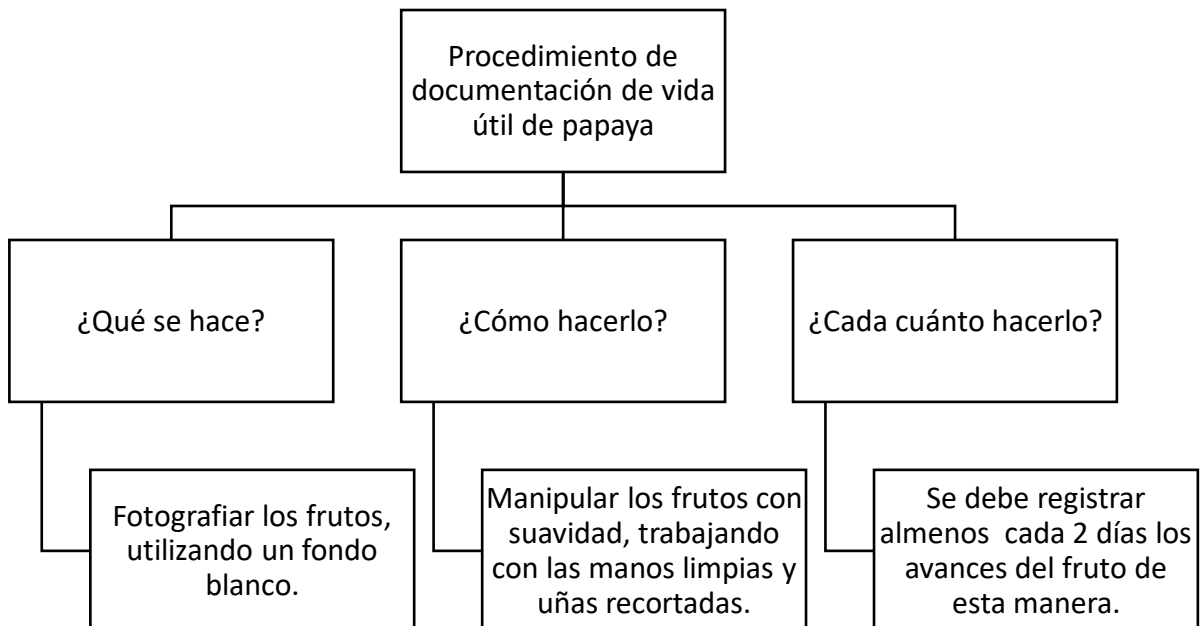 Procedimiento de
documentación de vida
útil de papaya
¿Qué se hace?
¿Cómo hacerlo?
¿Cada cuánto hacerlo?
Fotografiar los frutos,
utilizando un fondo
blanco.
Manipular los frutos con
suavidad, trabajando
con las manos limpias y
uñas recortadas.
Se debe registrar
almenos  cada 2 días los
avances del fruto de
esta manera.